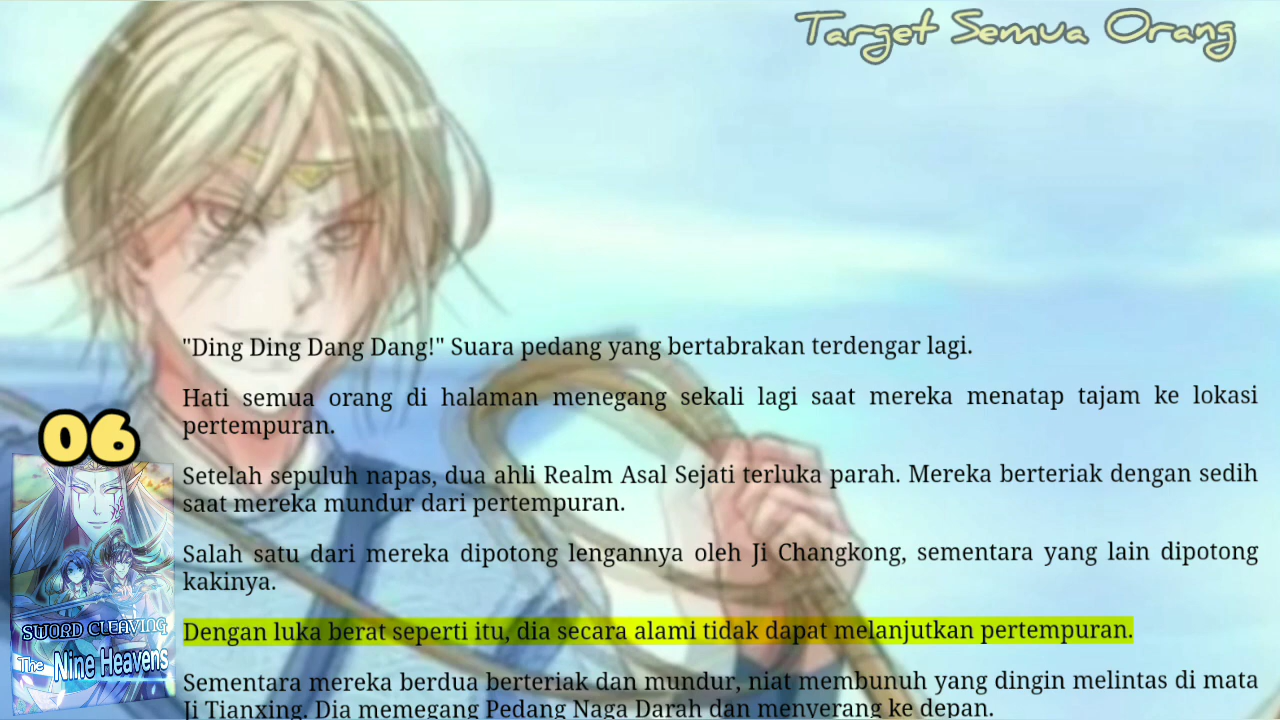 Target Semua Orang
"Ding Ding Dang Dang!" Suara pedang yang bertabrakan terdengar lagi.
Hati semua orang di halaman menegang sekali lagi saat mereka menatap tajam ke lokasi
pertempuran.
Setelah sepuluh napas, dua ahli Realm Asal Sejati terluka parah. Mereka berteriak dengan sedih
saat mereka mundur dari pertempuran.
Salah satu dari mereka dipotong lengannya oleh Ji Changkong, sementara yang lain dipotong
kakinya.
Dengan luka berat seperti itu, dia secara alami tidak dapat melanjutkan pertempuran.
Sementara mereka berdua berteriak dan mundur, niat membunuh yang dingin melintas di mata
Ji Tianxing. Dia memegang Pedang Naga Darah dan menyerang ke depan.
06
SWORD CLEAVING
The Nine Heavens